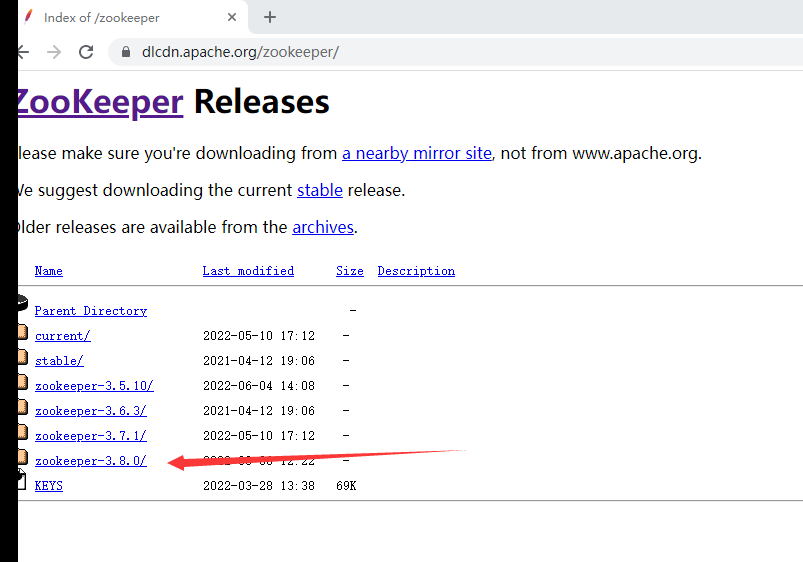 Index of /zookeeper
dlcdn.apache.org/zookeeper/
ZooKeeper Releases
lease make sure you're downloading from a nearby mirror site, not from www.apache.org.
We suggest downloading the current stable release.
Older releases are available from the archives.
Name Last modified Size Description
Parent Directory -
current/ 2022-05-10 17:12 -
stable/ 2021-04-12 19:06 -
zookeeper-3.5.10/ 2022-06-04 14:08 -
zookeeper-3.6.3/ 2021-04-12 19:06 -
zookeeper-3.7.1/ 2022-05-10 17:12 -
zookeeper-3.8.0/ -
KEYS 2022-03-28 13:38 69K